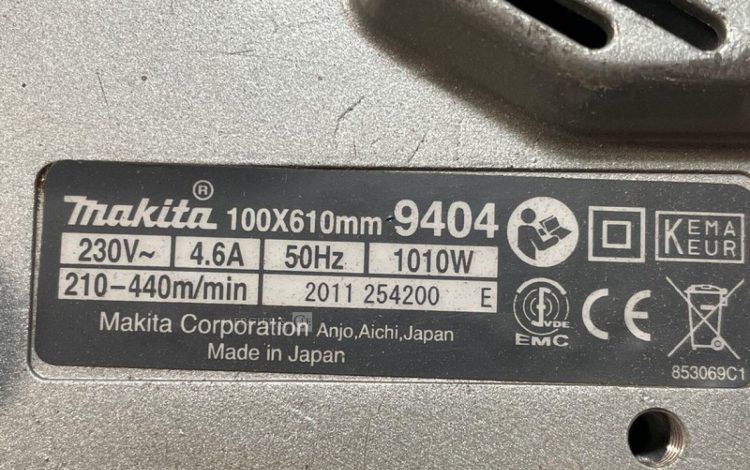 makita® 100X610mm 9404
230V~ 4.6A 50Hz 1010W
210-440m/min 2011 254200 E
Makita Corporation Anjo,Aichi,Japan
Made in Japan
KEMA
KEUR
VDE
EMC
CE
853069C1